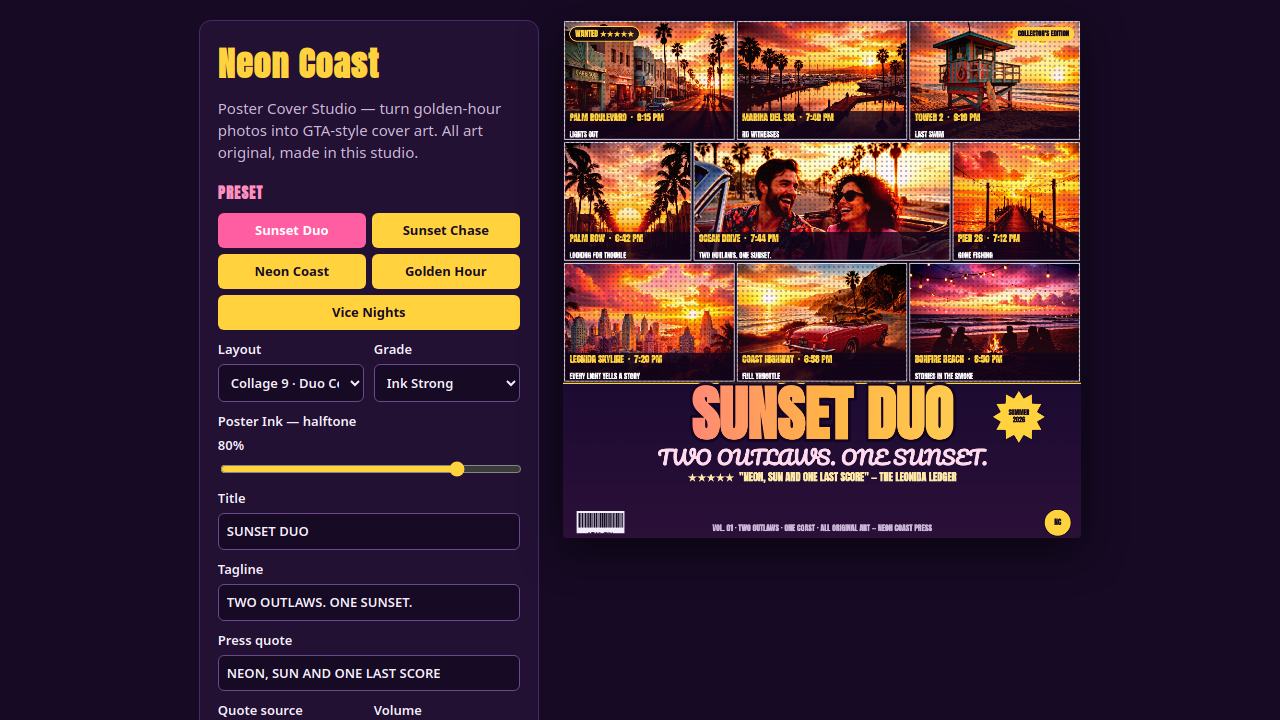 Neon Coast
Poster Cover Studio — turn golden-hour
photos into GTA-style cover art. All art
original, made in this studio.
PRESET
Sunset Duo
Sunset Chase
Neon Coast
Golden Hour
Vice Nights
Layout
Grade
Collage 9 · Duo
Ink Strong
Poster Ink — halftone
80%
Title
SUNSET DUO
Tagline
TWO OUTLAWS. ONE SUNSET.
Press quote
NEON, SUN AND ONE LAST SCORE
Quote source
Volume
WANTED ★★★★★
COLLECTOR'S EDITION
PALM BOULEVARD · 6:15 PM
LIGHTS OUT
MARINA DEL SOL · 7:40 PM
NO WITNESSES
TOWER 2 · 6:10 PM
LAST SWIM
PALM ROW · 6:42 PM
LOOKING FOR TROUBLE
OCEAN DRIVE · 7:44 PM
TWO OUTLAWS. ONE SUNSET.
PIER 28 · 7:12 PM
GONE FISHING
LEONIDA SKYLINE · 7:20 PM
EVERY LIGHT TELLS A STORY
COAST HIGHWAY · 6:58 PM
FULL THROTTLE
BONFIRE BEACH · 8:30 PM
STORIES IN THE SMOKE
SUNSET DUO
SUMMER
2026
TWO OUTLAWS. ONE SUNSET.
★★★★★ "NEON, SUN AND ONE LAST SCORE" — THE LEONIDA LEDGER
VOL. 01 · TWO OUTLAWS · ONE COAST · ALL ORIGINAL ART — NEON COAST PRESS
NC